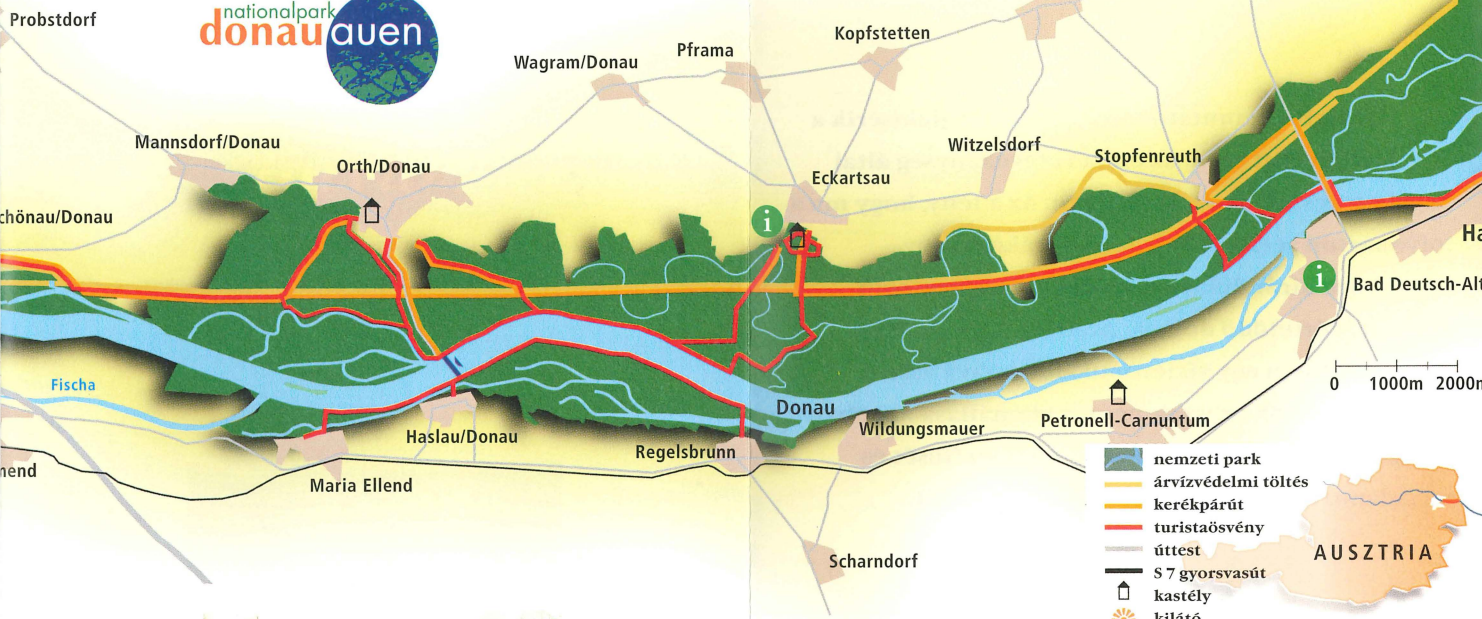 nationalpark
donauauen
Probstdorf
Wagram/Donau
Pframa
Kopfstetten
Mannsdorf/Donau
Orth/Donau
Witzelsdorf
Stopfenreuth
Eckartsau
chönau/Donau
i
i
Ha
Bad Deutsch-Alt
Fischa
0 1000m 2000m
Donau
Petronell-Carnuntum
Wildungsmauer
Haslau/Donau
Regelsbrunn
Maria Ellend
nend
Scharndorf
nemzeti park
árvízvédelmi töltés
kerékpárút
turistaösvény
úttest
S 7 gyorsvasút
kastély
kilátó
AUSZTRIA